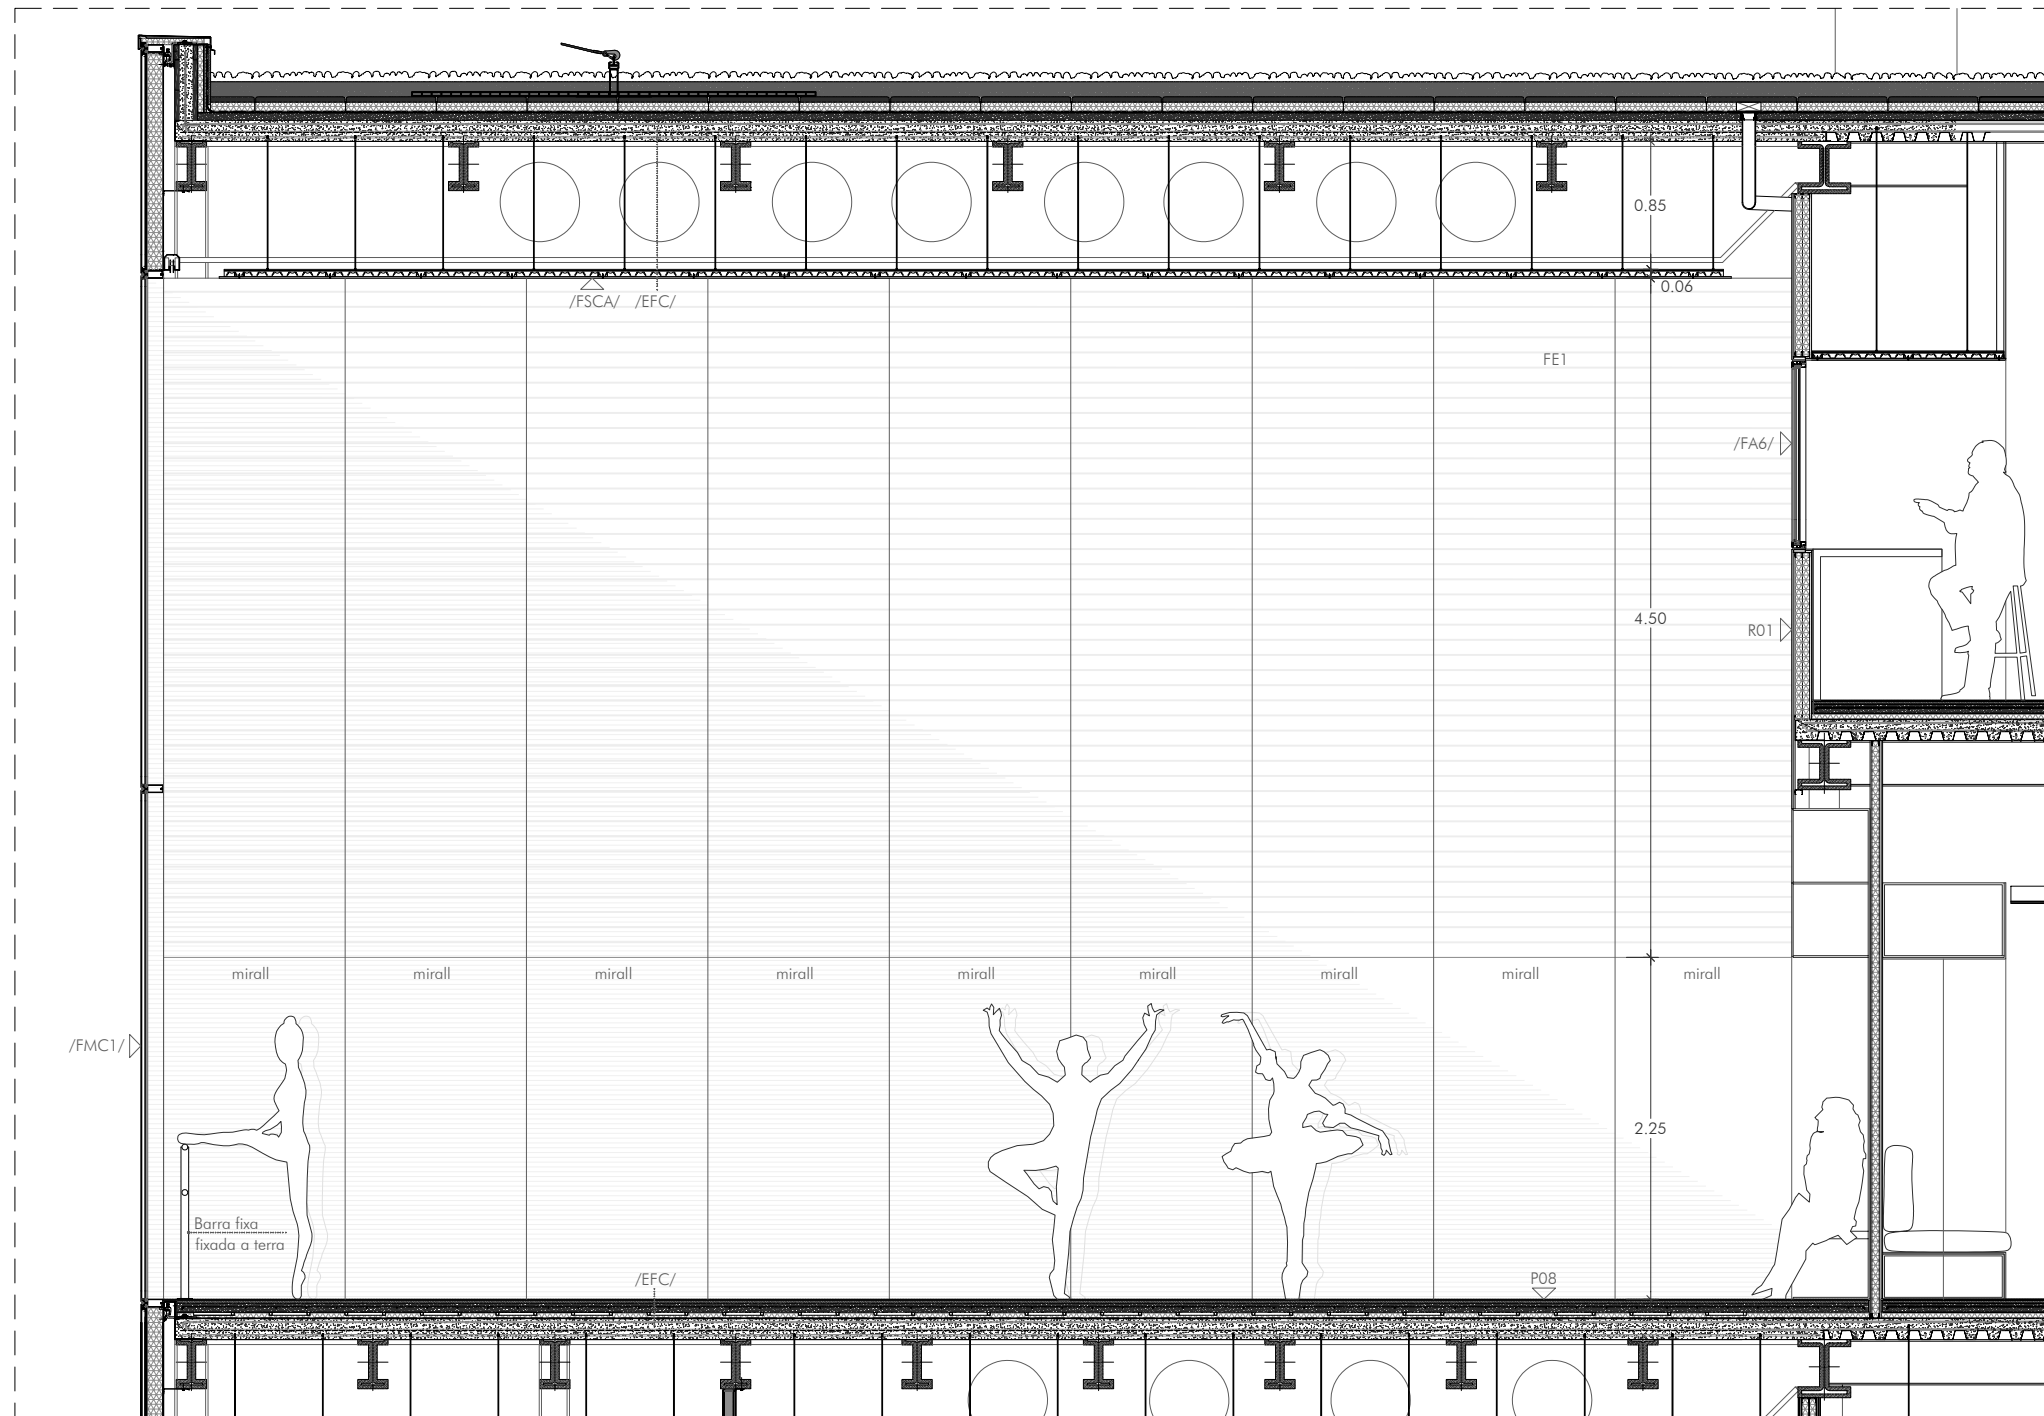 0.85
0.06
/FSCA/ /EFC/
FE1
/FA6/
4.50
R01
mirall mirall mirall mirall mirall mirall mirall mirall mirall
/FMC1/
2.25
Barra fixa
fixada a terra
/EFC/
P08